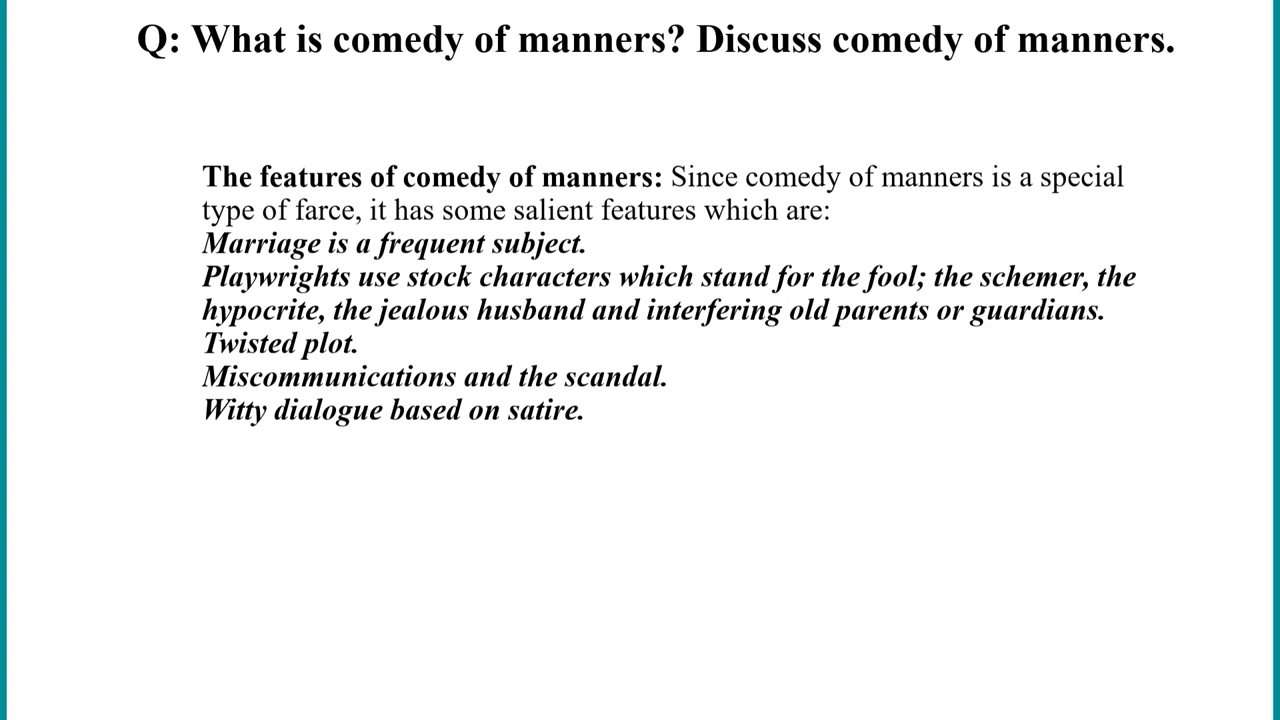 Q: What is comedy of manners? Discuss comedy of manners.
The features of comedy of manners: Since comedy of manners is a special
type of farce, it has some salient features which are:
Marriage is a frequent subject.
Playwrights use stock characters which stand for the fool; the schemer, the
hypocrite, the jealous husband and interfering old parents or guardians.
Twisted plot.
Miscommunications and the scandal.
Witty dialogue based on satire.